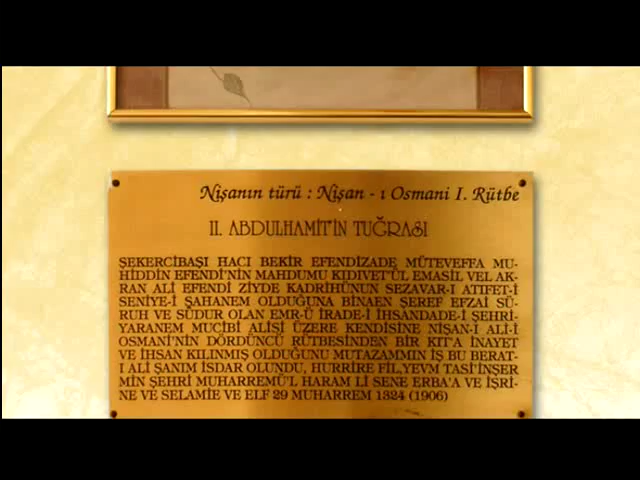 Nişanın türü : Nişan - ı Osmani I. Rütbe
II. ABDULHAMİT'İN TUĞRASI
ŞEKERCİBAŞI HACI BEKİR EFENDİZADE MÜTEVEFFA MU-
HİDDİN EFENDİ'NİN MAHDUMU KIDIVET'ÜL EMASİL VEL AK-
RAN ALİ EFENDİ ZİYDE KADRİHÜNUN SEZAVAR-I ATIFET-İ
SENİYE-İ ŞAHANEM OLDUĞUNA BİNAEN ŞEREF EFZAİ SÜ-
RUH VE SÜDUR OLAN EMR-Ü İRADE-İ İHSANDADE-İ ŞEHRİ-
YARANEM MUCİBİ ALİSİ ÜZERE KENDİSİNE NİŞAN-I ALİ-İ
OSMANİ'NİN DÖRDÜNCÜ RÜTBESİNDEN BİR KIT'A İNAYET
VE İHSAN KILINMIŞ OLDUĞUNU MUTAZAMMIN İŞ BU BERAT-
I ALİ ŞANIM ISDAR OLUNDU, HURRİRE FİL,YEVM TASİ'İNŞER
MİN ŞEHRİ MUHARREMÜ'L HARAM Lİ SENE ERBA'A VE İŞRİ-
NE VE SELAMİE VE ELF 29 MUHARREM 1324 (1906)